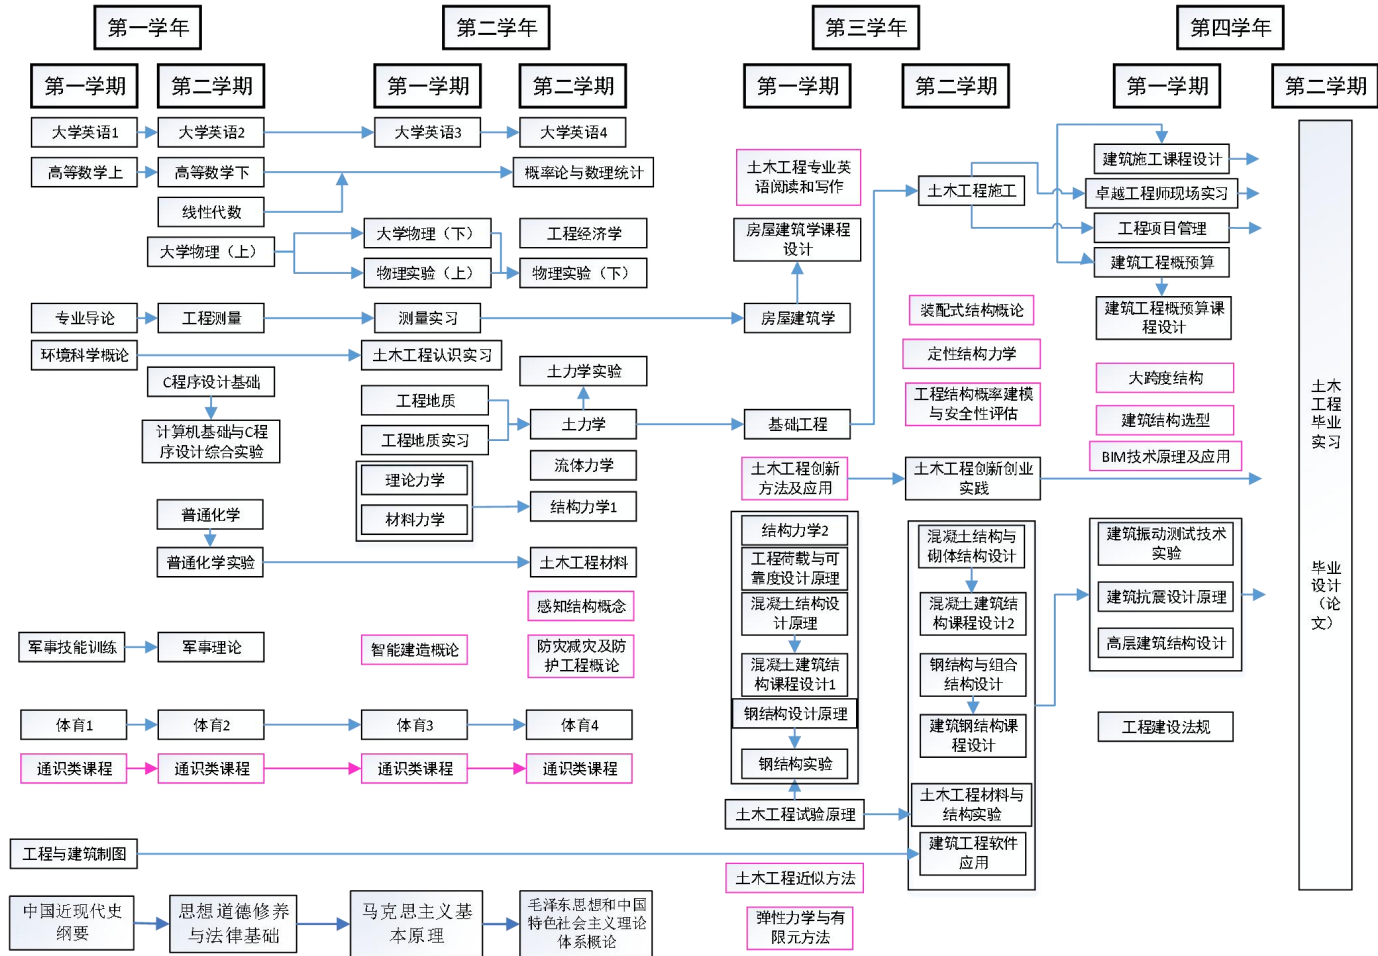 第一学年
第二学年
第三学年
第四学年
第一学期
第二学期
第一学期
第二学期
第一学期
第二学期
第一学期
第二学期
大学英语1
大学英语2
大学英语3
大学英语4
高等数学上
高等数学下
概率论与数理统计
线性代数
大学物理（上）
大学物理（下）
工程经济学
物理实验（上）
物理实验（下）
专业导论
工程测量
测量实习
环境科学概论
土木工程认识实习
C程序设计基础
计算机基础与C程
序设计综合实验
工程地质
工程地质实习
土力学实验
土力学
流体力学
理论力学
材料力学
结构力学1
普通化学
普通化学实验
土木工程材料
感知结构概念
军事技能训练
军事理论
智能建造概论
防灾减灾及防
护工程概论
体育1
体育2
体育3
体育4
通识类课程
通识类课程
通识类课程
通识类课程
工程与建筑制图
中国近现代史
纲要
思想道德修养
与法律基础
马克思主义基
本原理
毛泽东思想和中国
特色社会主义理论
体系概论
土木工程专业英
语阅读和写作
房屋建筑学课程
设计
房屋建筑学
基础工程
土木工程创新
方法及应用
结构力学2
工程荷载与可
靠度设计原理
混凝土结构设
计原理
混凝土建筑结
构课程设计1
钢结构设计原理
钢结构实验
土木工程试验原理
土木工程近似方法
弹性力学与有
限元方法
土木工程施工
装配式结构概论
定性结构力学
工程结构概率建模
与安全性评估
土木工程创新创业
实践
混凝土结构与
砌体结构设计
混凝土建筑结
构课程设计2
钢结构与组合
结构设计
建筑钢结构课
程设计
土木工程材料与
结构实验
建筑工程软件
应用
建筑施工课程设计
卓越工程师现场实习
工程项目管理
建筑工程概预算
建筑工程概预算课
程设计
大跨度结构
建筑结构选型
BIM技术原理及应用
建筑振动测试技术
实验
建筑抗震设计原理
高层建筑结构设计
工程建设法规
土木
工程
毕业
实习
毕业
设计
（论
文）